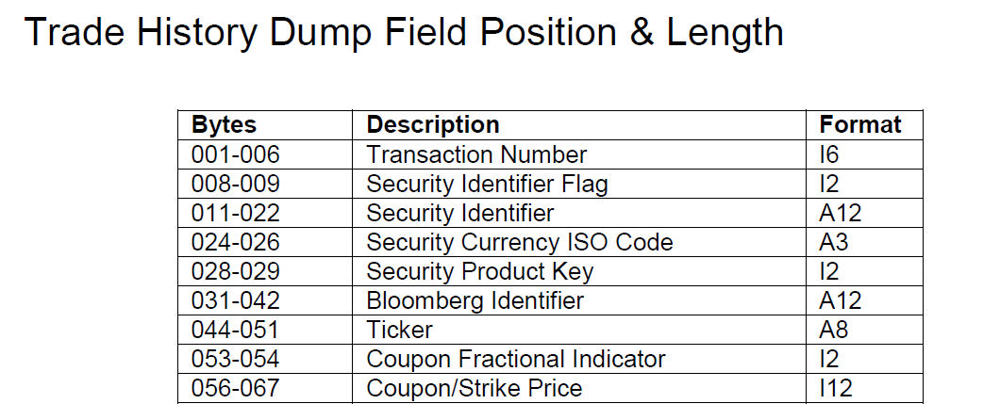 Trade History Dump Field Position & Length
Bytes Description Format
001-006 Transaction Number I6
008-009 Security Identifier Flag I2
011-022 Security Identifier A12
024-026 Security Currency ISO Code A3
028-029 Security Product Key I2
031-042 Bloomberg Identifier A12
044-051 Ticker A8
053-054 Coupon Fractional Indicator I2
056-067 Coupon/Strike Price I12